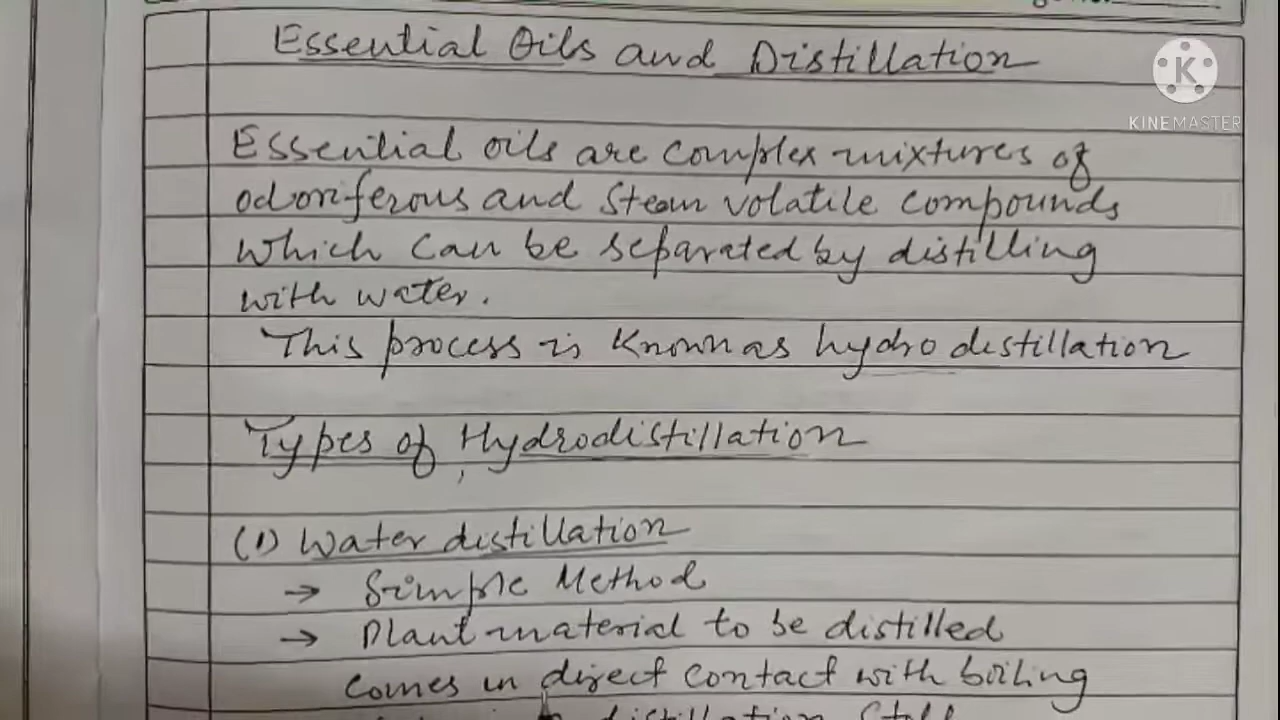 Essential Oils and Distillation
KINEMASTER
Essential oils are complex mixtures of
odoriferous and steam volatile compounds
which can be separated by distilling
with water.
This process is known as hydrodistillation
Types of Hydrodistillation
(1) Water distillation
→ Simple Method
→ Plant material to be distilled
comes in direct contact with boiling
distillation still